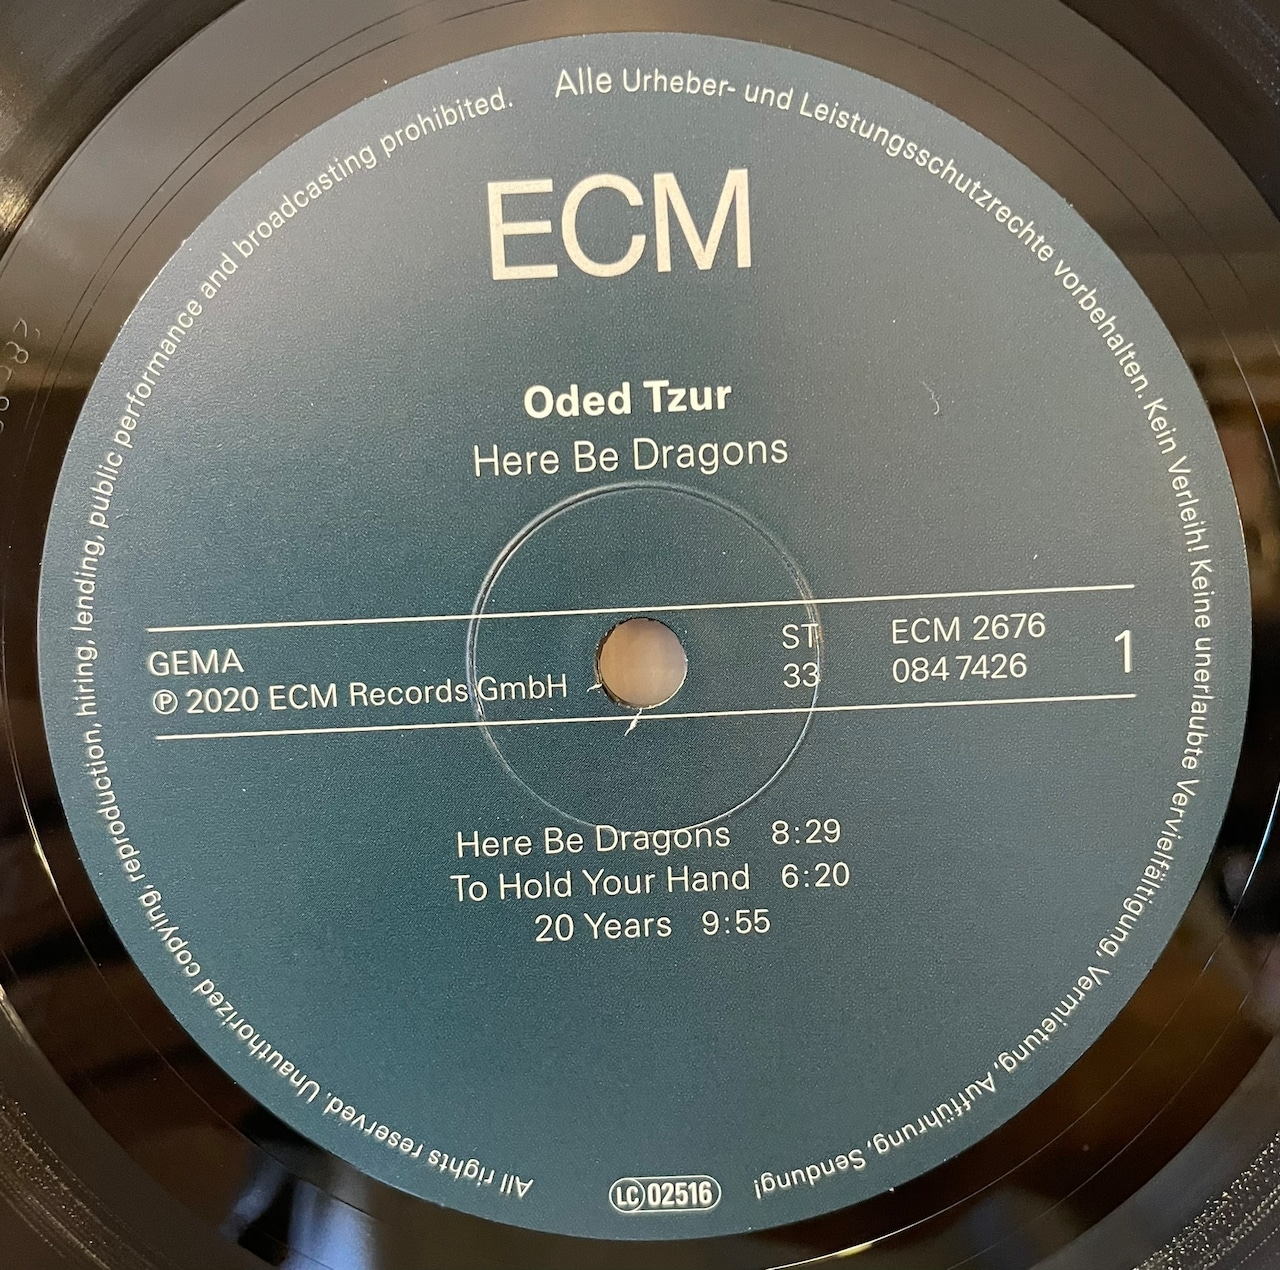 Alle Urheber- und Leistungsschutzrechte vorbehalten. Kein Verleih! Keine unerlaubte Vervielfältigung, Vermietung, Aufführung, Sendung!
All rights reserved. Unauthorized copying, reproduction, hiring, lending, public performance and broadcasting prohibited.
ECM
Oded Tzur
Here Be Dragons
GEMA
℗ 2020 ECM Records GmbH
ST
33
ECM 2676
084 7426
1
Here Be Dragons 8:29
To Hold Your Hand 6:20
20 Years 9:55
LC 02516